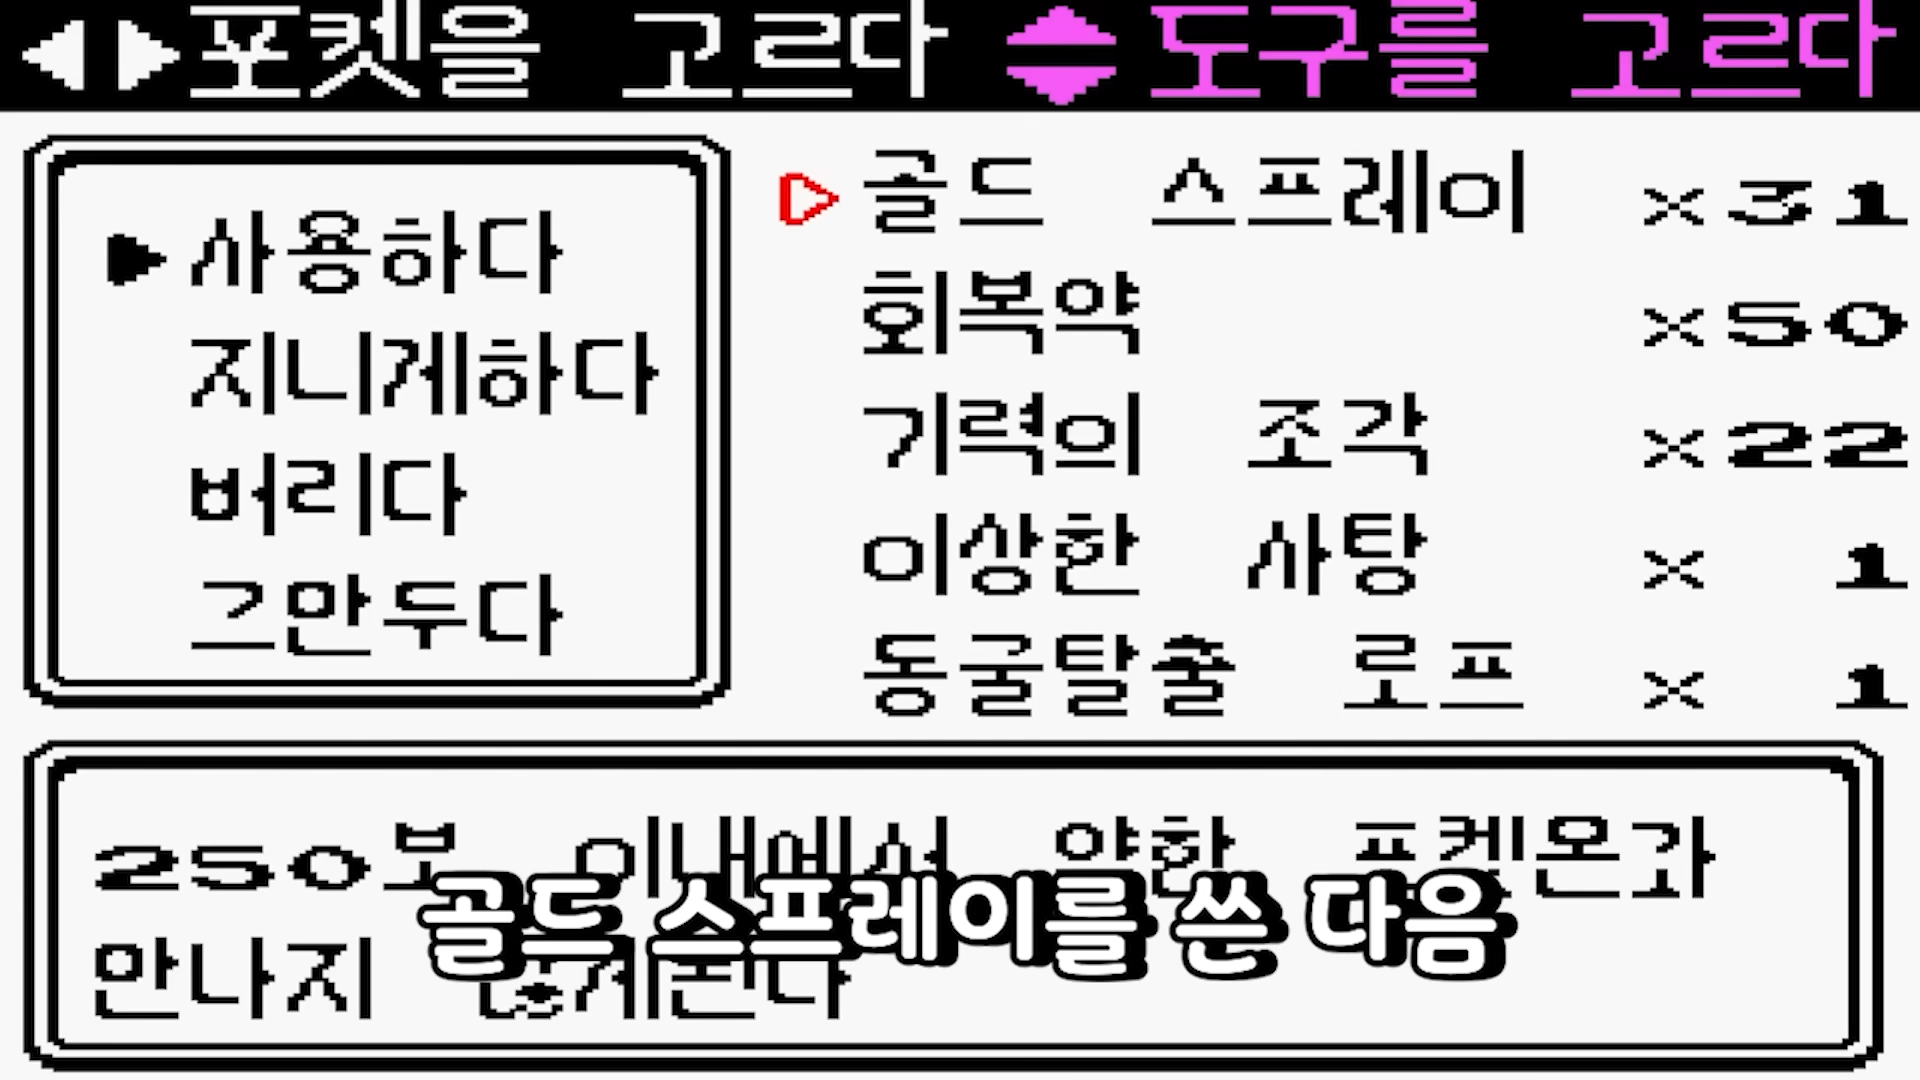 ◀▶포켓을 고르다 ◆도구를 고르다
▶사용하다
지니게하다
버리다
그만두다
▷골드 스프레이 ×31
회복약 ×50
기력의 조각 ×22
이상한 사탕 × 1
동굴탈출 로프 × 1
250보 이내에서 약한 포켓몬과
만나지 않게된다
골드 스프레이를 쓴 다음